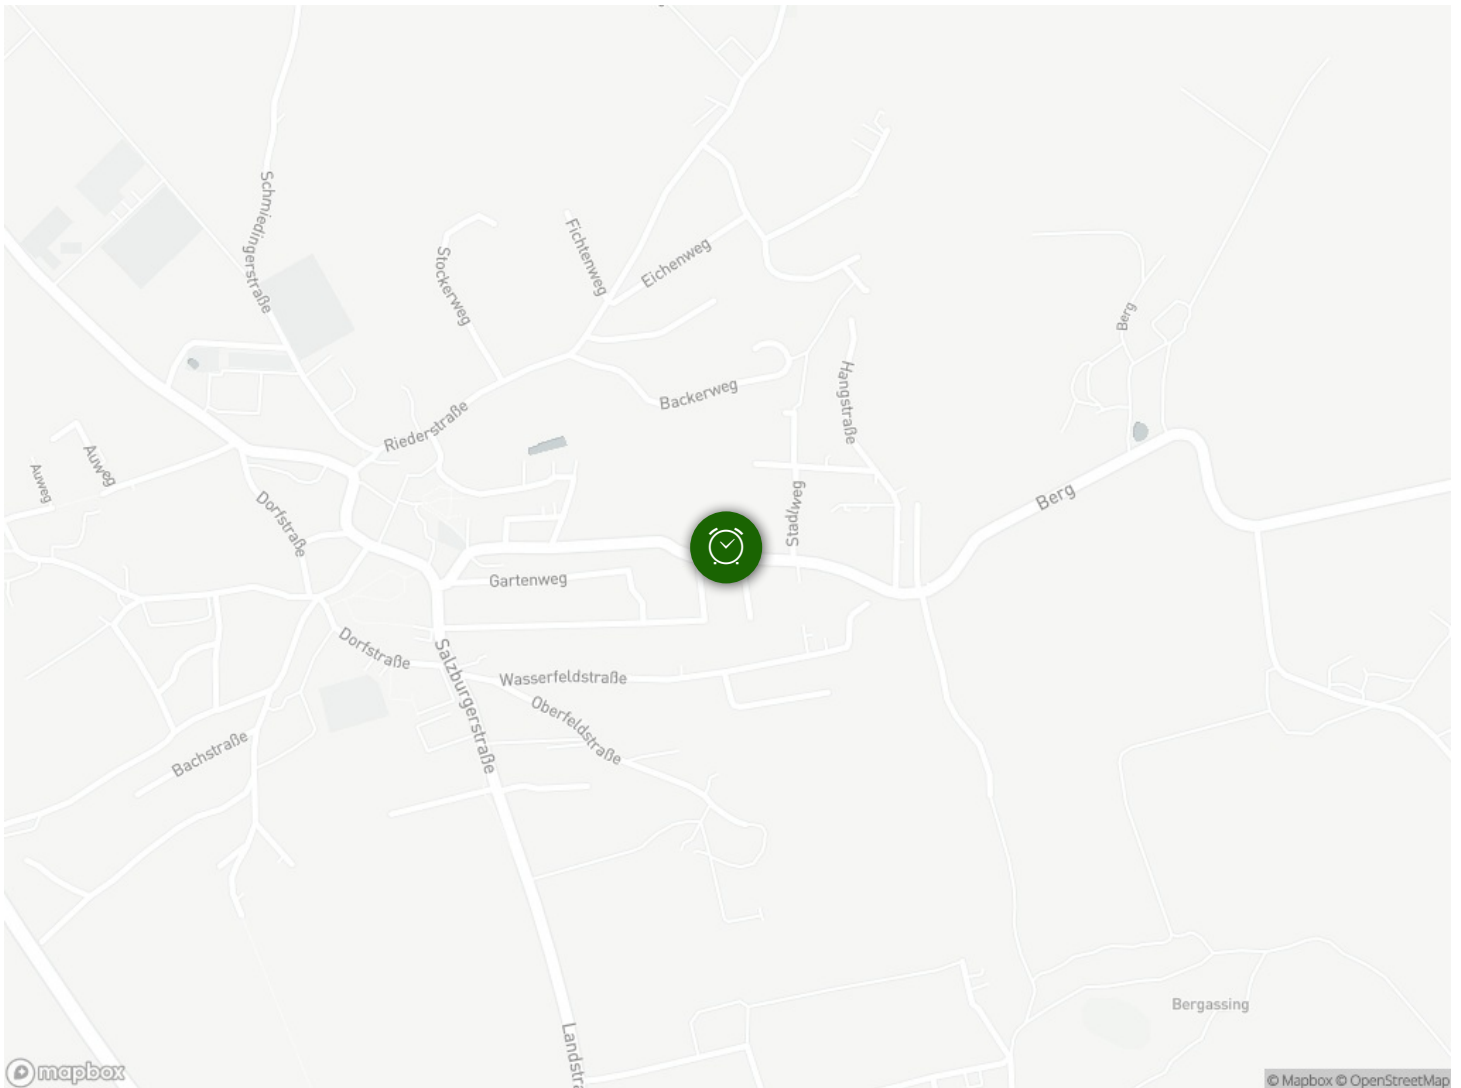 Schmiedingerstraße
Stockerweg
Fichtenweg
Eichenweg
Berg
Backerweg
Hangstraße
Riederstraße
Auweg
Auweg
Dorfstraße
Stadlweg
Berg
Gartenweg
Dorfstraße
Salzburgerstraße
Wasserfeldstraße
Oberfeldstraße
Bachstraße
Bergassing
Landstra
mapbox
© Mapbox © OpenStreetMap